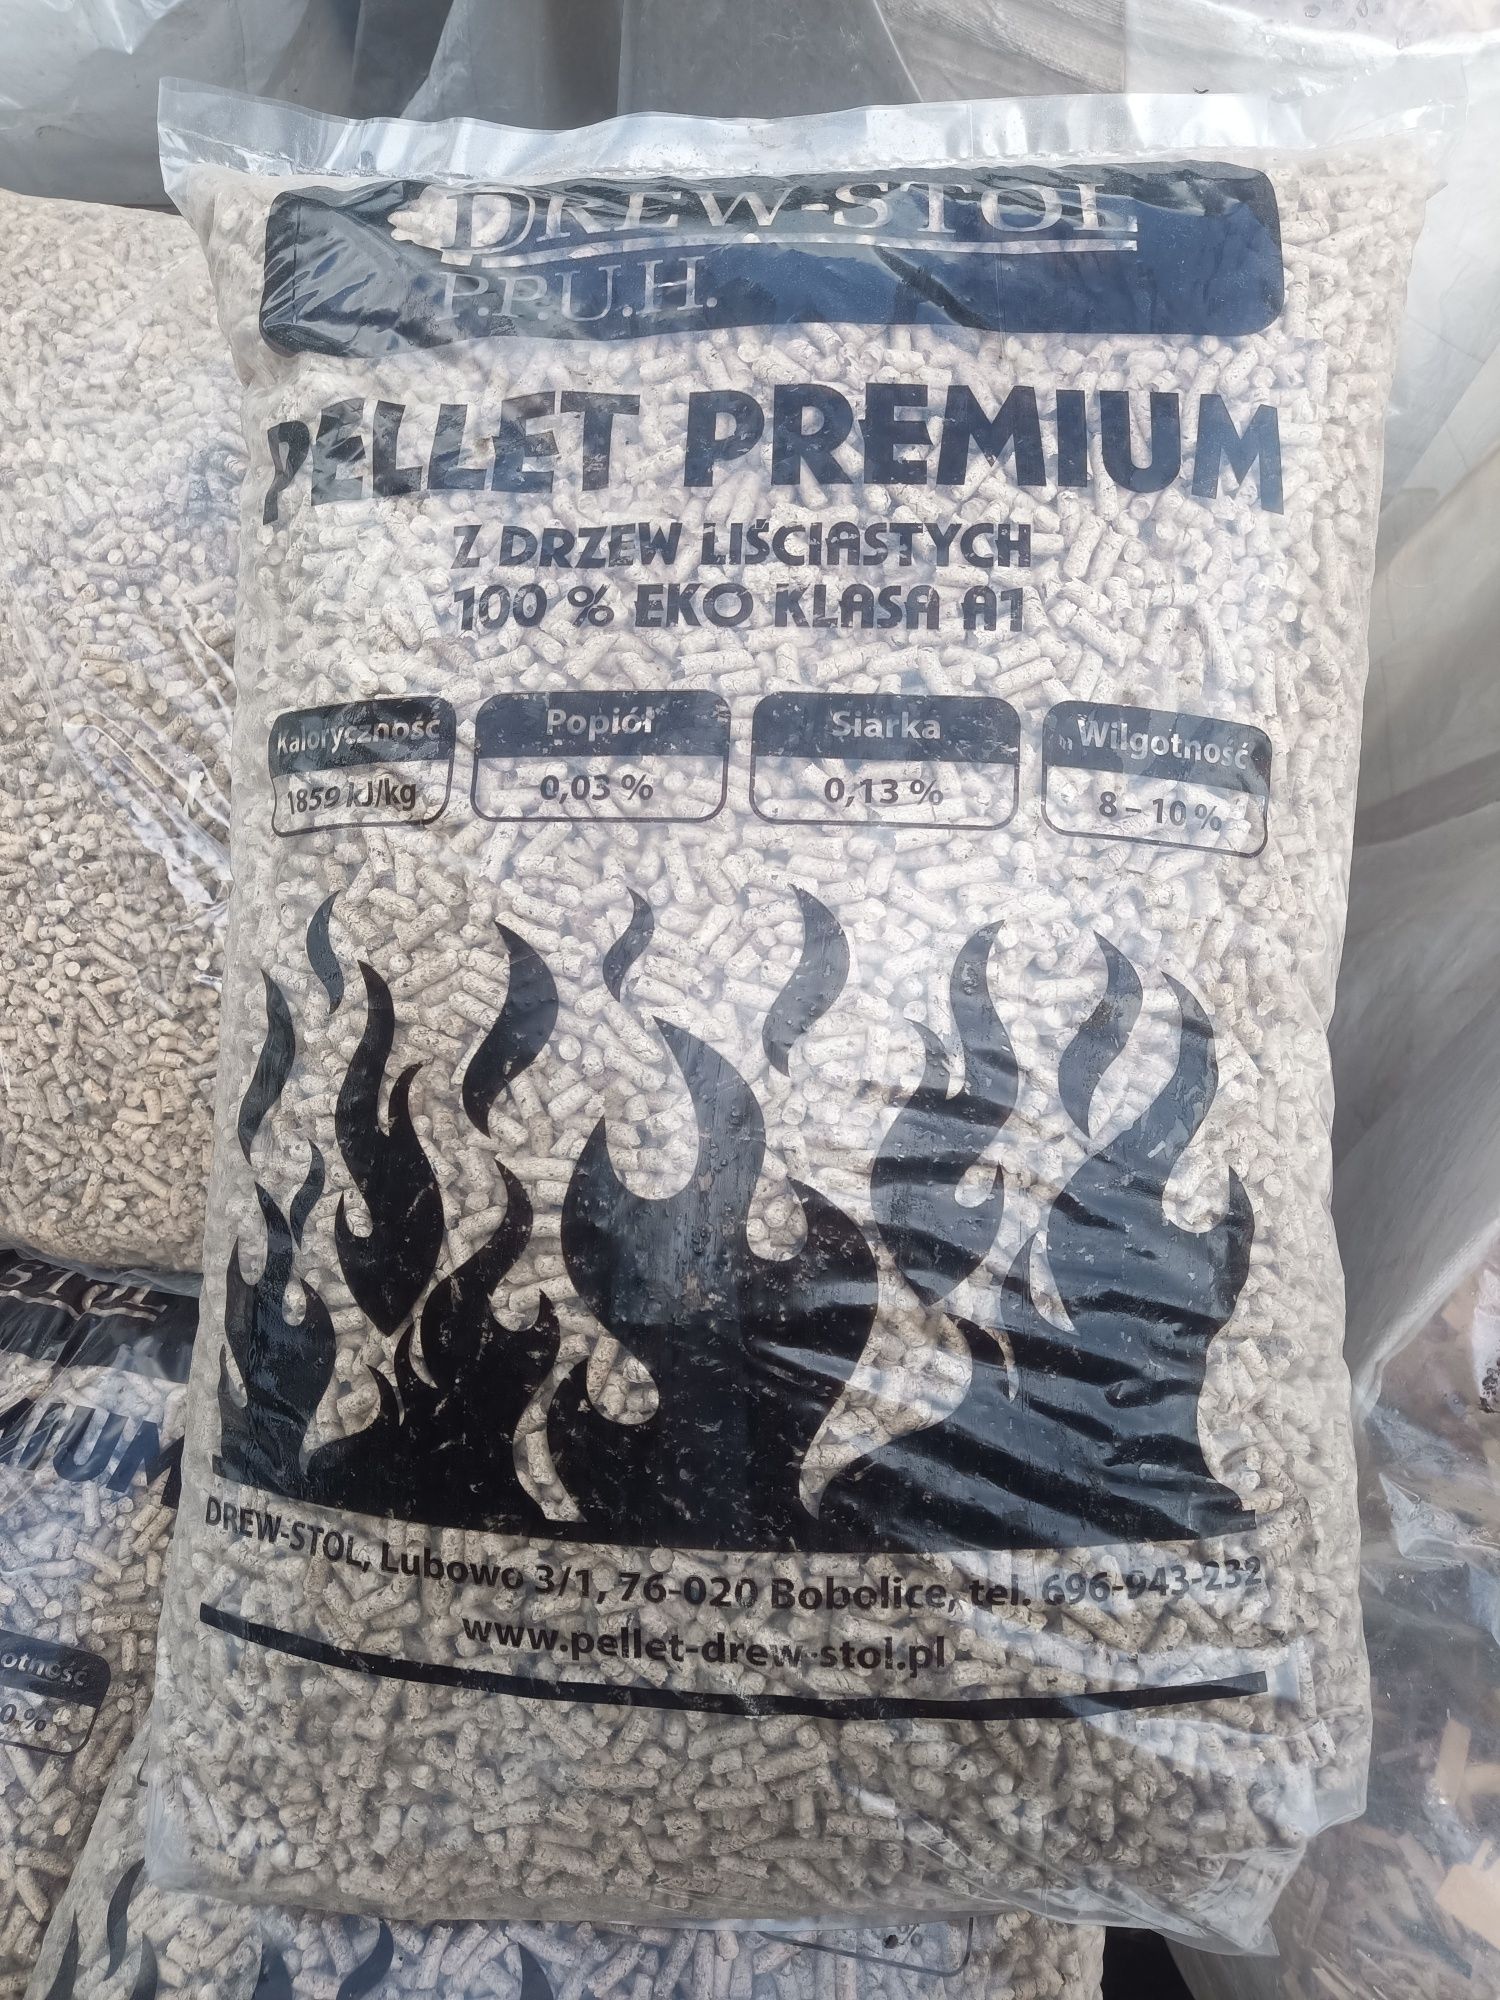 DREW-STOL
P.P.U.H.
PELLET PREMIUM
Z DRZEW LIŚCIASTYCH
100 % EKO KLASA A1
Kaloryczność
1859 kJ/kg
Popiół
0,03 %
Siarka
0,13 %
Wilgotność
8 – 10 %
DREW-STOL, Lubowo 3/1, 76-020 Bobolice, tel. 696-943-232
www.pellet-drew-stol.pl